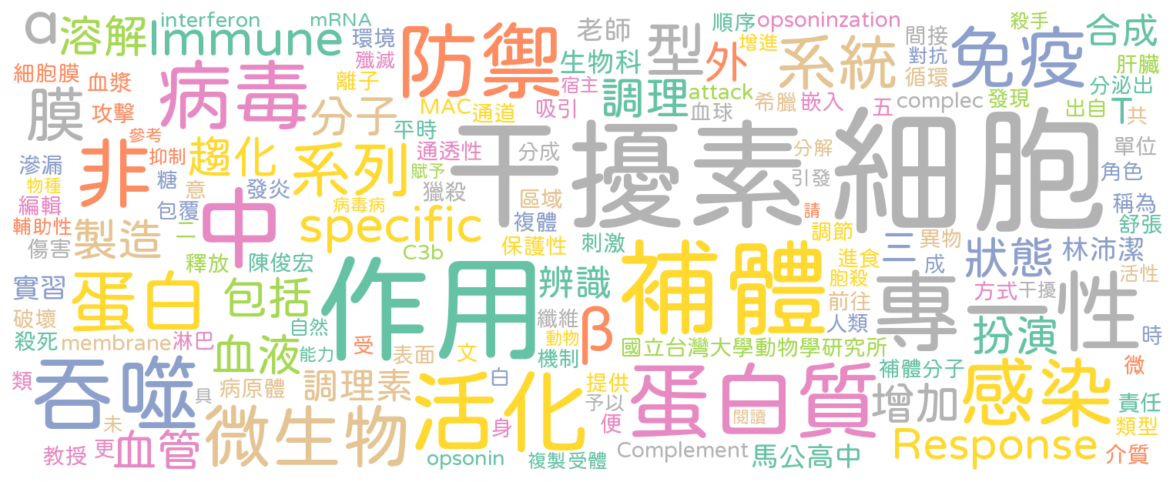 α
溶解
Immune
interferon
mRNA
環境
殲滅
防禦
老師
生物科
宿主
型
外
順序
增進
opsoninzation
系統
間接
對抗
循環
殺手
免疫
合成
肝臟
分泌出
細胞膜
血漿
攻擊
病毒
離子
分子
MAC
通道
吸引
調理
attack
血球
希臘
嵌入
五
complec
發現
出自
T
共
膜
參考
抑制
平時
通透性
賦予
分成
干擾素
細胞
分解
引發
單位
角色
滲漏
物種
編輯
輔助性
傷害
非
糖
趨化
意
發炎
系列
獵殺
區域
稱為
舒張
包覆
二
製造
中
病毒病
specific
複體
保護性
C3b
請
調節
進食
胞殺
前往
三
異物
成
狀態
林沛潔
活性
實習
釋放
陳俊宏
刺激
辨識
補體
專一性
方式
干擾
人類
時
破壞
殺死
蛋白
包括
自然
作用
纖維
機制
動物
β
國立台灣大學動物學研究所
扮演
微
membrane
淋巴
血液
能力
受
表面
文
類
吞噬
病原體
具
調理素
活化
白
身
提供
予以
便
蛋白質
閱讀
補體分子
增加
感染
責任
類型
未
教授
更
血管
微生物
opsonin
複製受體
Complement
馬公高中
Response
介質